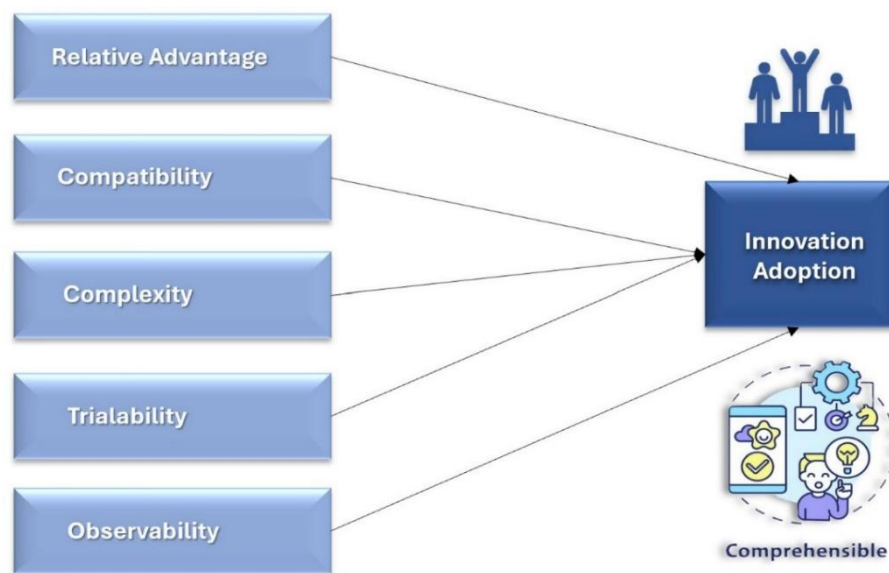 Relative Advantage
Compatibility
Complexity
Trialability
Observability
Innovation
Adoption
Comprehensible